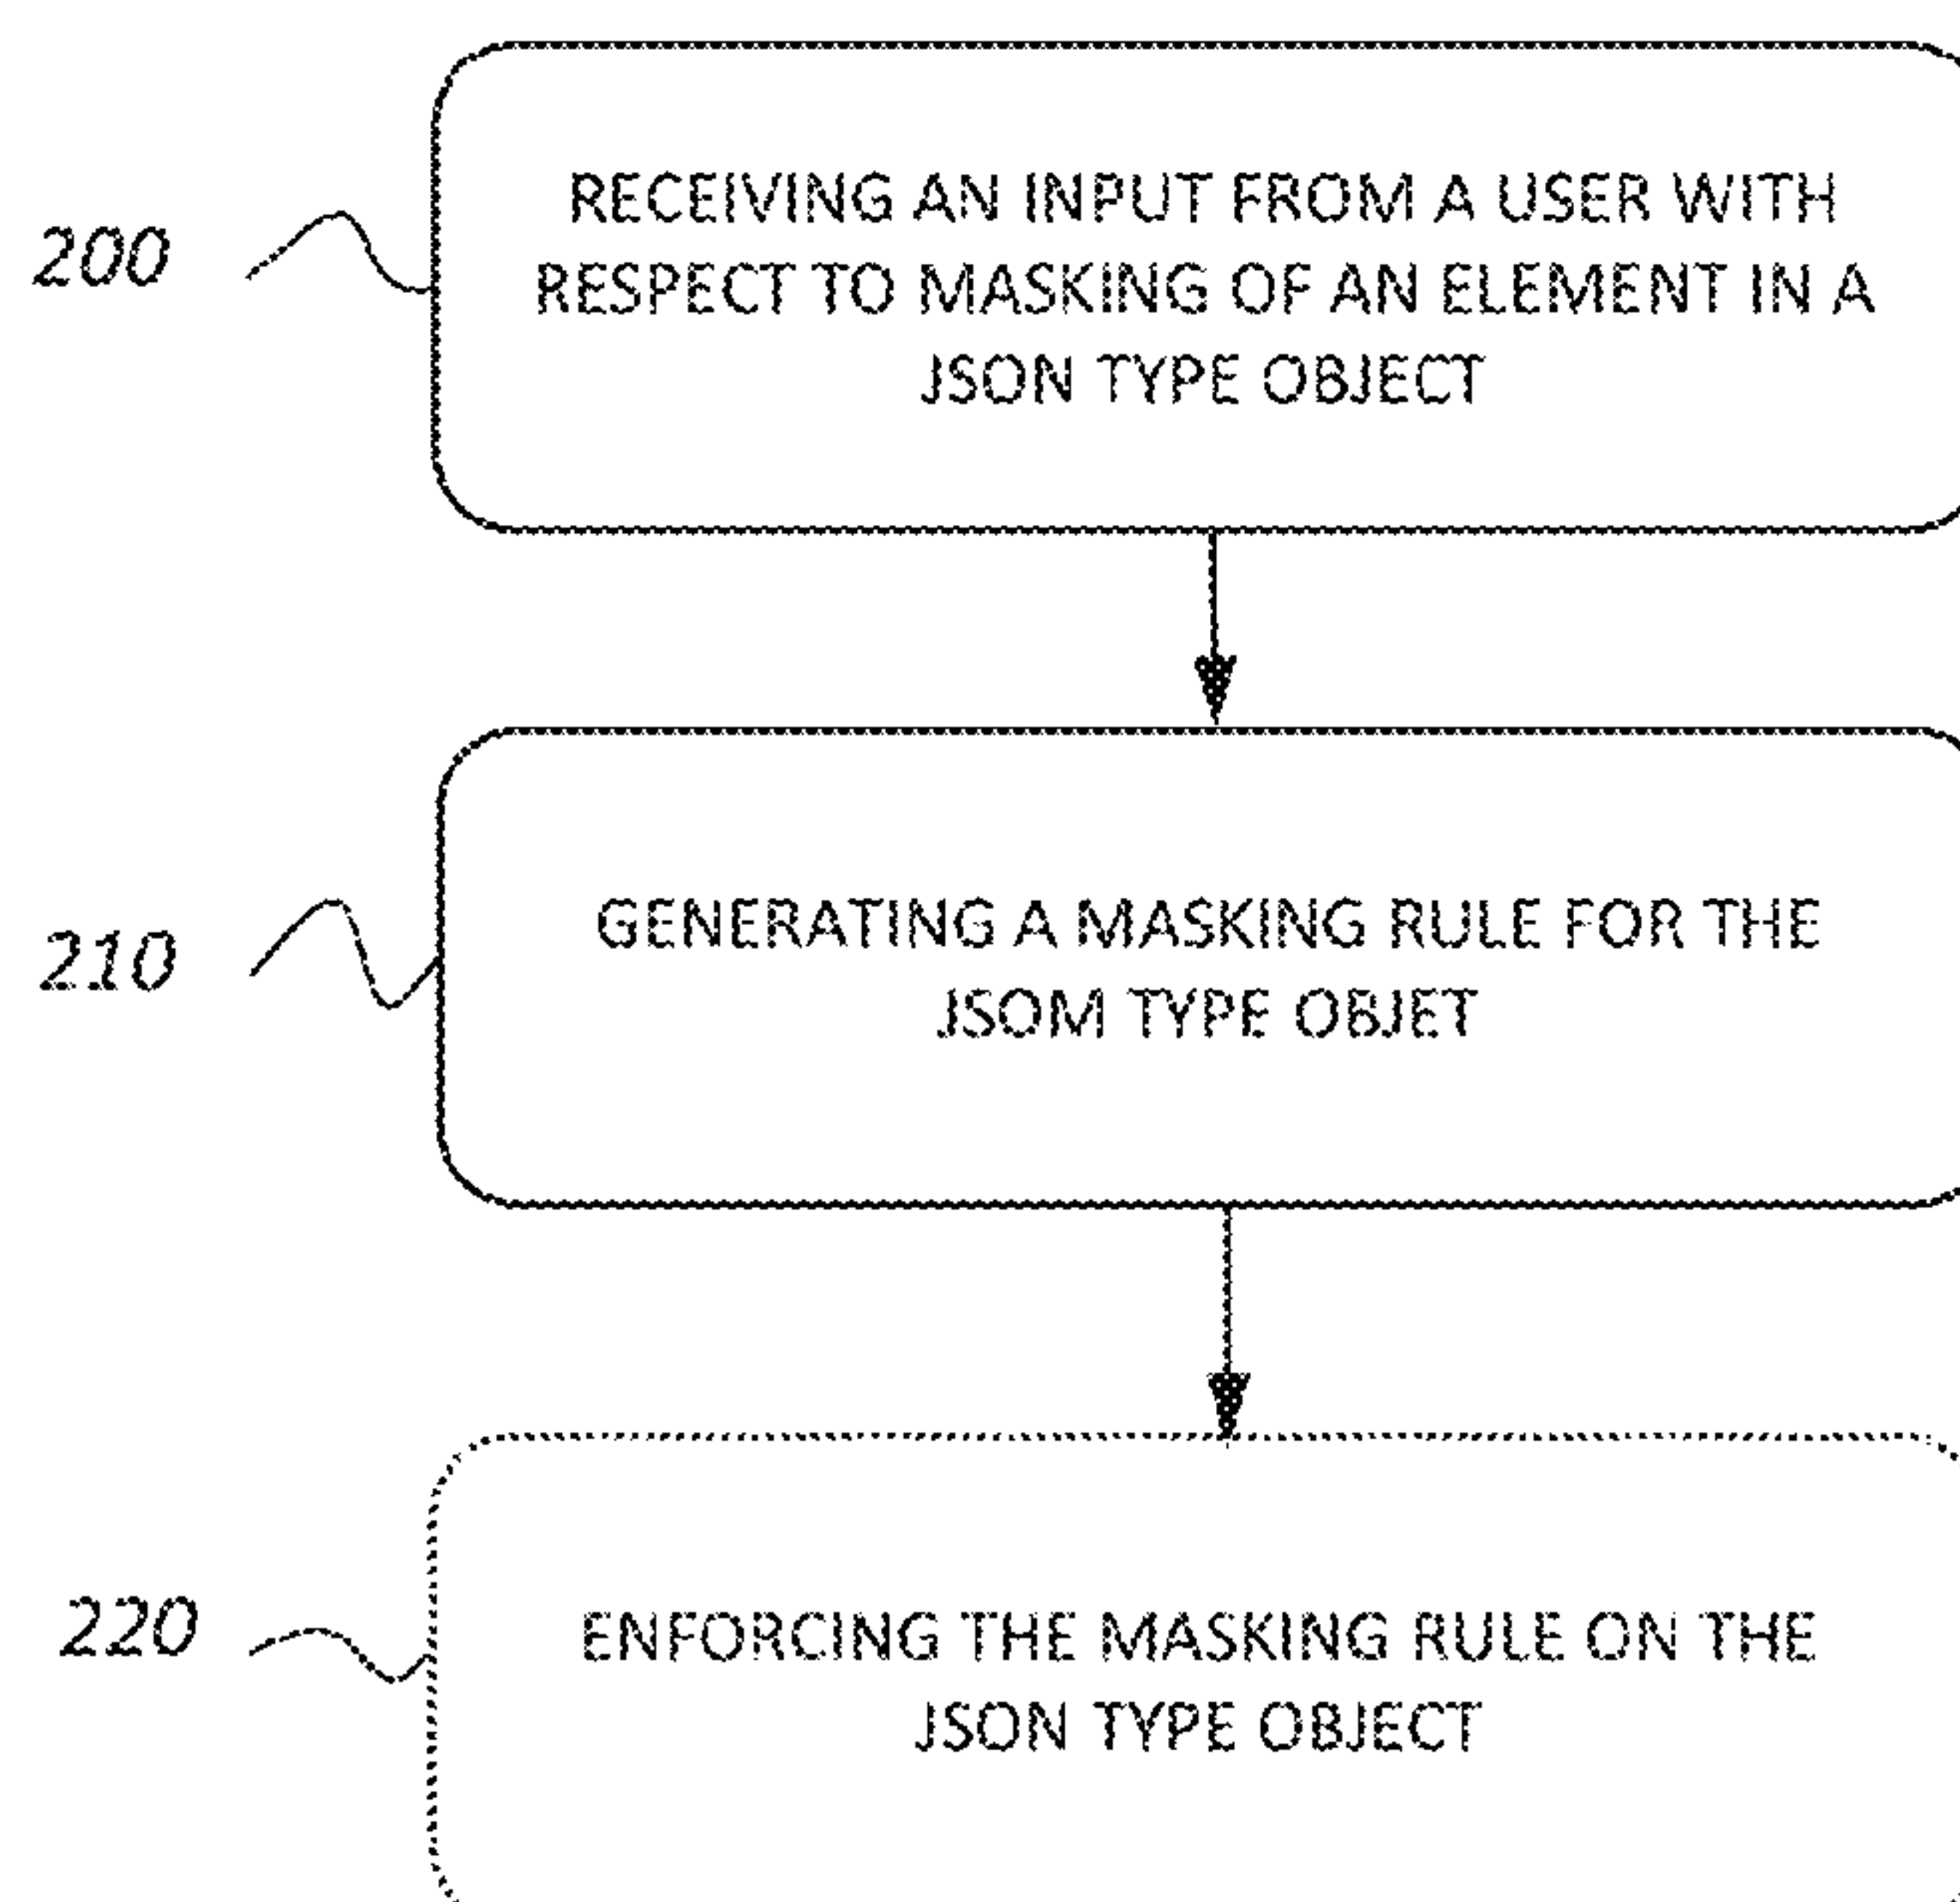 200
RECEIVING AN INPUT FROM A USER WITH
RESPECT TO MASKING OF AN ELEMENT IN A
JSON TYPE OBJECT
210
GENERATING A MASKING RULE FOR THE
JSOM TYPE OBJET
220
ENFORCING THE MASKING RULE ON THE
JSON TYPE OBJECT